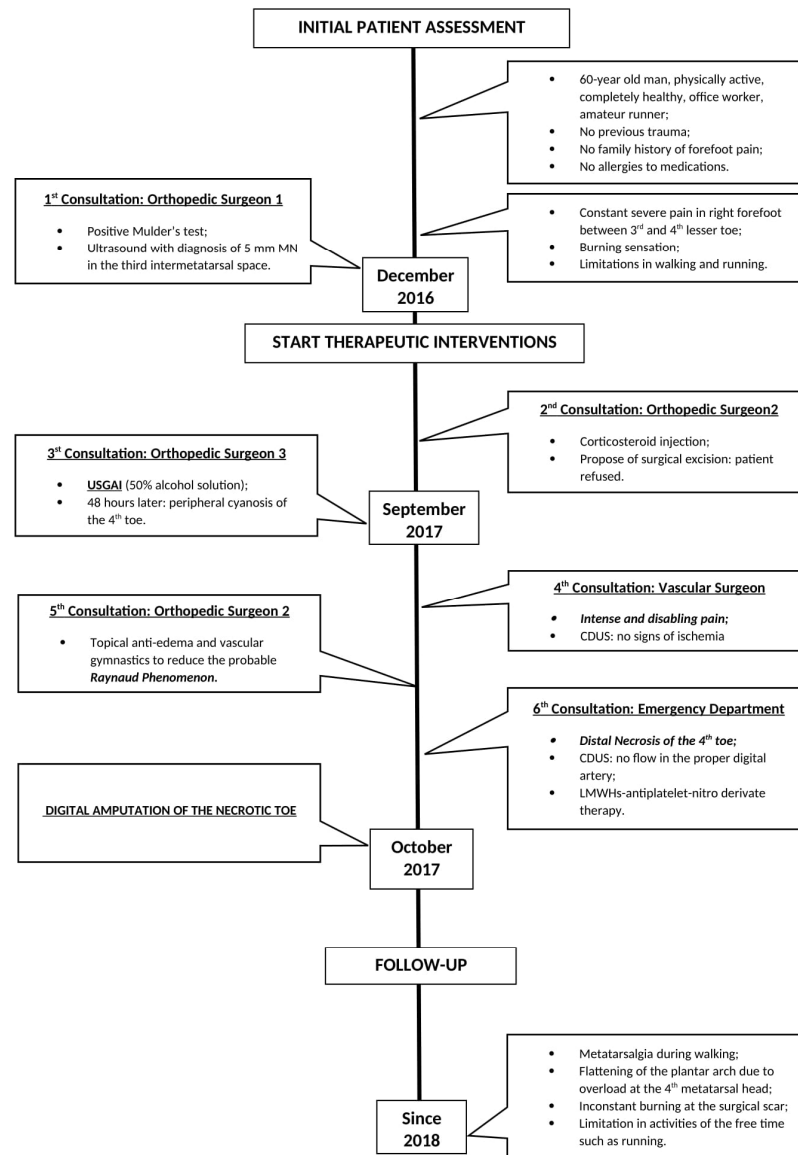 INITIAL PATIENT ASSESSMENT
• 60-year old man, physically active,
completely healthy, office worker,
amateur runner;
• No previous trauma;
• No family history of forefoot pain;
• No allergies to medications.
1st Consultation: Orthopedic Surgeon 1
• Positive Mulder's test;
• Ultrasound with diagnosis of 5 mm MN
in the third intermetatarsal space.
• Constant severe pain in right forefoot
between 3rd and 4th lesser toe;
• Burning sensation;
• Limitations in walking and running.
December
2016
START THERAPEUTIC INTERVENTIONS
2nd Consultation: Orthopedic Surgeon2
• Corticosteroid injection;
• Propose of surgical excision: patient
refused.
3st Consultation: Orthopedic Surgeon 3
• USGAI (50% alcohol solution);
• 48 hours later: peripheral cyanosis of
the 4th toe.
September
2017
4th Consultation: Vascular Surgeon
• Intense and disabling pain;
• CDUS: no signs of ischemia
5th Consultation: Orthopedic Surgeon 2
• Topical anti-edema and vascular
gymnastics to reduce the probable
Raynaud Phenomenon.
6th Consultation: Emergency Department
• Distal Necrosis of the 4th toe;
• CDUS: no flow in the proper digital
artery;
• LMWHs-antiplatelet-nitro derivate
therapy.
DIGITAL AMPUTATION OF THE NECROTIC TOE
October
2017
FOLLOW-UP
• Metatarsalgia during walking;
• Flattening of the plantar arch due to
overload at the 4th metatarsal head;
• Inconstant burning at the surgical scar;
• Limitation in activities of the free time
such as running.
Since
2018